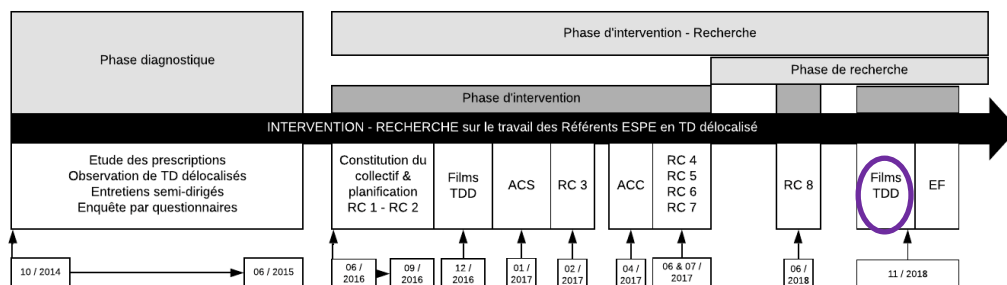 Phase diagnostique
Phase d'intervention - Recherche
Phase de recherche
Phase d'intervention
INTERVENTION - RECHERCHE sur le travail des Référents ESPE en TD délocalisé
Etude des prescriptions
Observation de TD délocalisés
Entretiens semi-dirigés
Enquête par questionnaires
Constitution du
collectif &
planification
RC 1 - RC 2
Films
TDD
ACS
RC 3
ACC
RC 4
RC 5
RC 6
RC 7
RC 8
Films
TDD
EF
10 / 2014
06 / 2015
06 /
2016
09 /
2016
12 /
2016
01 /
2017
02 /
2017
04 /
2017
06 & 07 /
2017
06 /
2018
11 / 2018